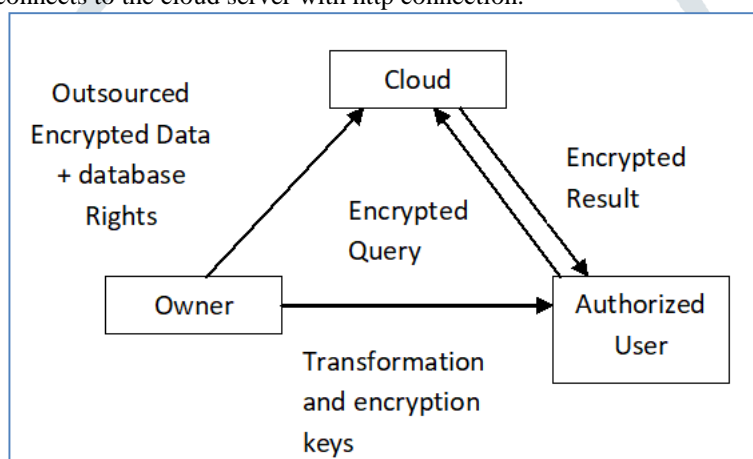 connects to the cloud server with http connection.
Cloud
Outsourced
Encrypted Data
+ database
Rights
Encrypted
Result
Encrypted
Query
Owner
Authorized
User
Transformation
and encryption
keys